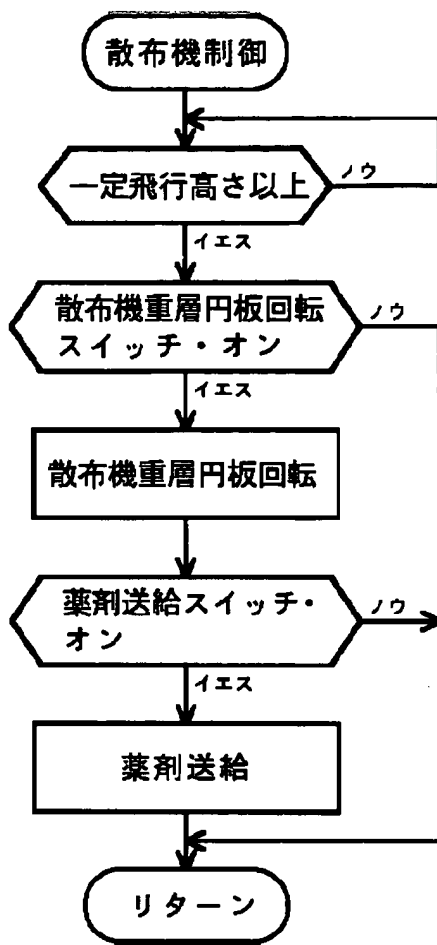 散布機制御
一定飛行高さ以上
ノウ
イエス
散布機重層円板回転
スイッチ・オン
ノウ
イエス
散布機重層円板回転
薬剤送給スイッチ・
オン
ノウ
イエス
薬剤送給
リターン